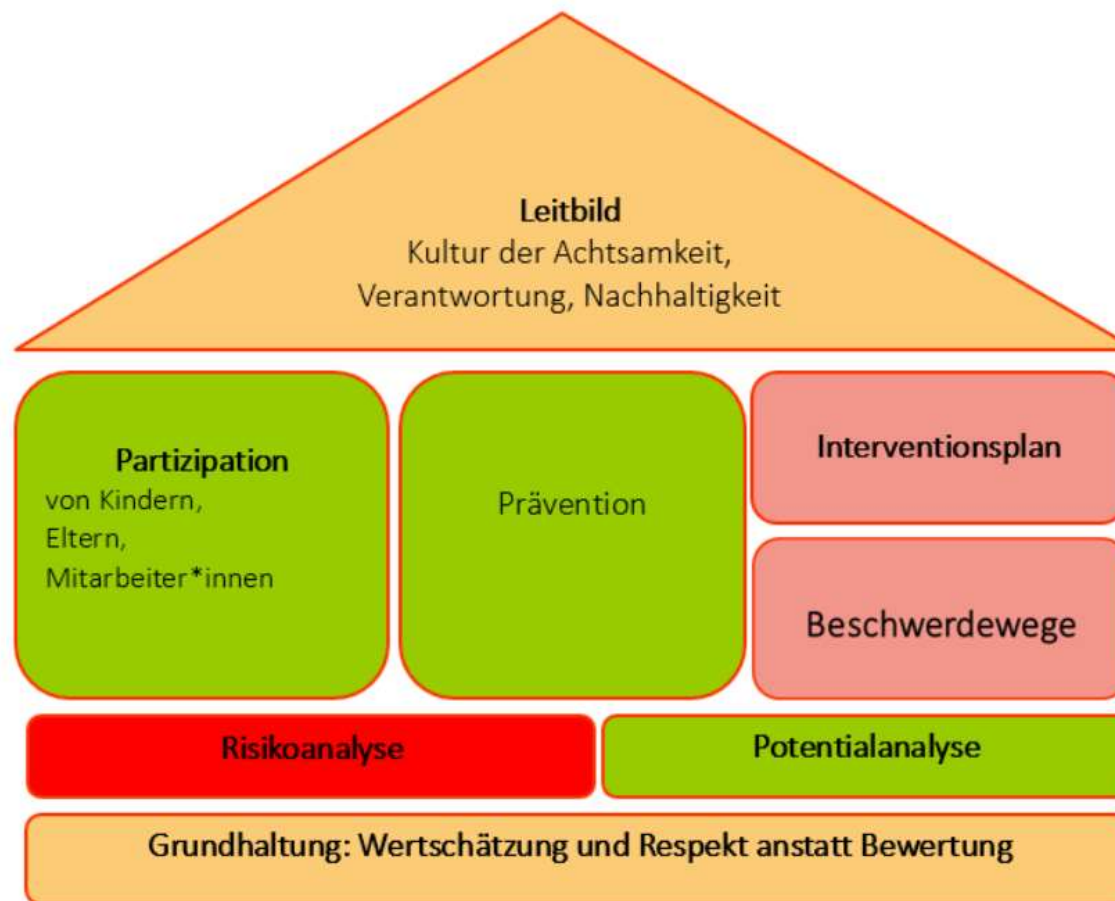 Leitbild
Kultur der Achtsamkeit,
Verantwortung, Nachhaltigkeit
Partizipation
von Kindern,
Eltern,
Mitarbeiter*innen
Prävention
Interventionsplan
Beschwerdewege
Risikoanalyse
Potentialanalyse
Grundhaltung: Wertschätzung und Respekt anstatt Bewertung